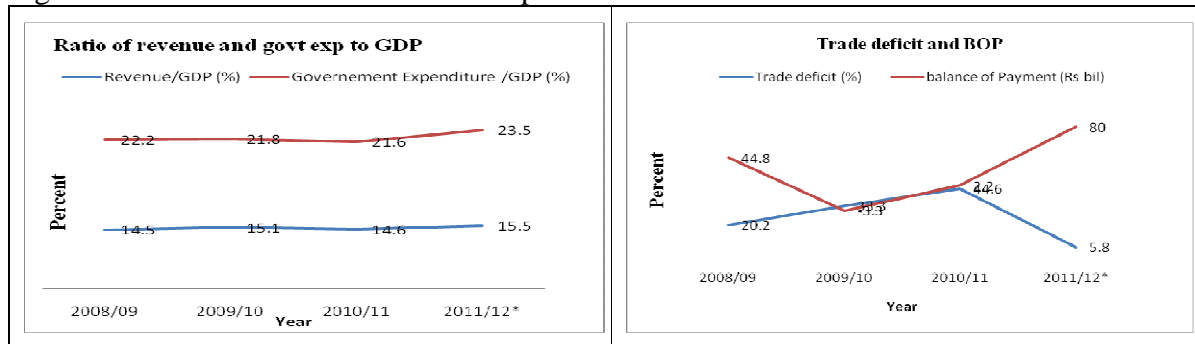 Ratio of revenue and govt exp to GDP
Revenue/GDP (%) Governement Expenditure /GDP (%)
22.2 21.8 21.6 23.5
14.5 15.1 14.6 15.5
Percent
2008/09 2009/10 2010/11 2011/12*
Year
Trade deficit and BOP
Trade deficit (%) balance of Payment (Rs bil)
80
44.8
44.6
20.2
5.8
Percent
2008/09 2009/10 2010/11 2011/12*
Year